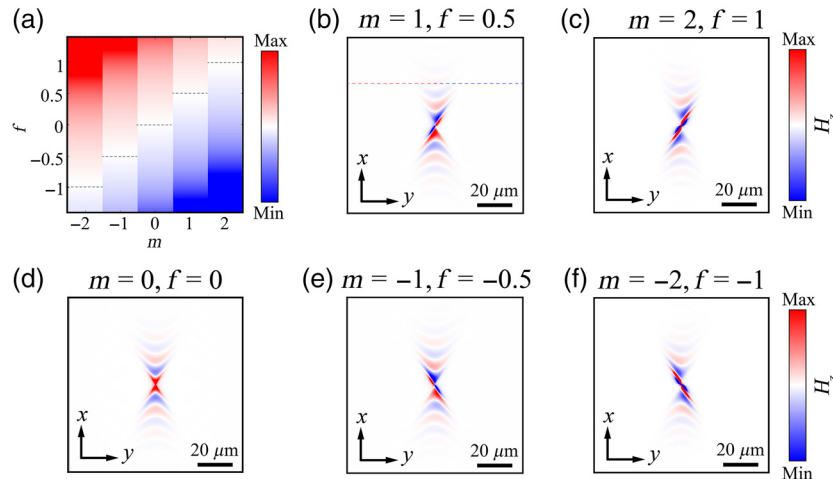 (a)
Max
1
0.5
0
−0.5
−1
f
−2 −1 0 1 2
m
Min
(b) m = 1, f = 0.5
x
y
20 μm
(c) m = 2, f = 1
x
y
20 μm
Max
Hz
Min
(d) m = 0, f = 0
x
y
20 μm
(e) m = −1, f = −0.5
x
y
20 μm
(f) m = −2, f = −1
x
y
20 μm
Max
Hz
Min